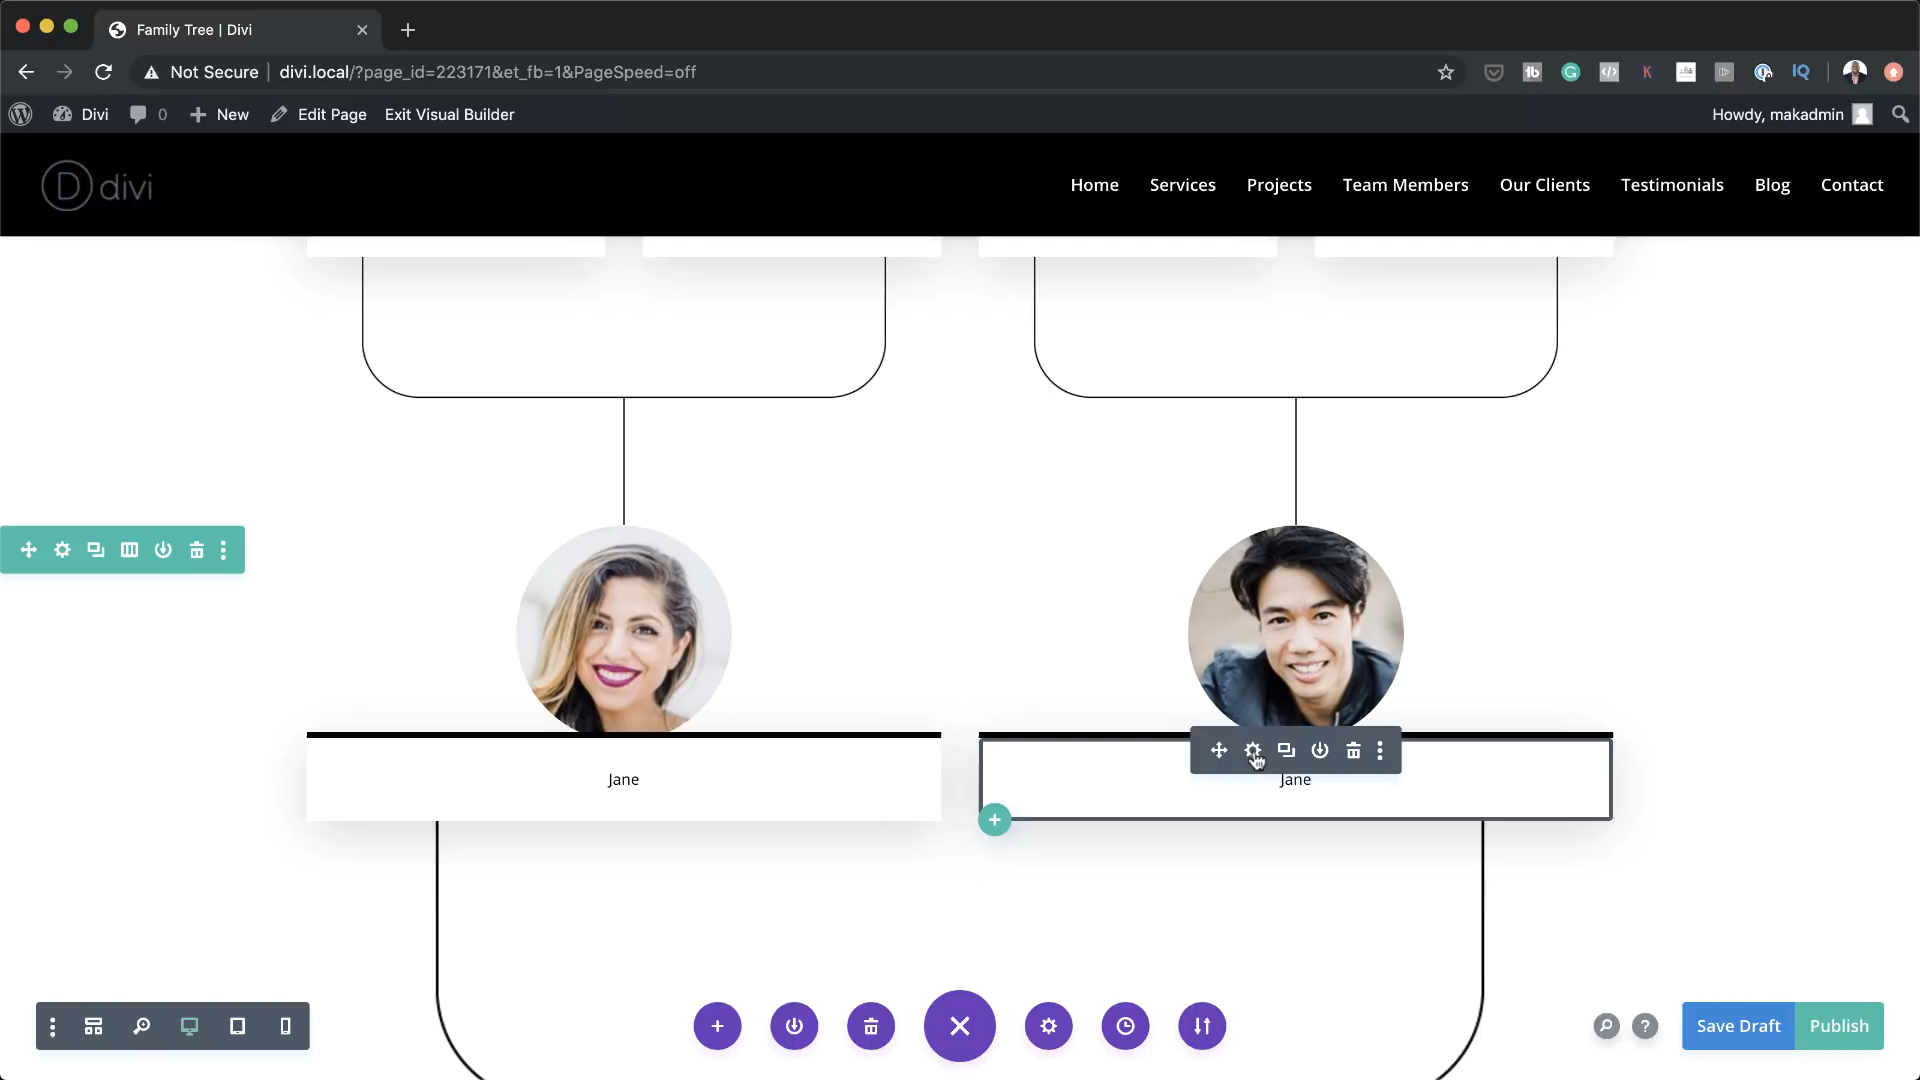 Family Tree | Divi
Not Secure | divi.local/?page_id=223171&et_fb=1&PageSpeed=off
Divi 0 New Edit Page Exit Visual Builder Howdy, makadmin
D divi Home Services Projects Team Members Our Clients Testimonials Blog Contact
Jane Jane
Save Draft Publish